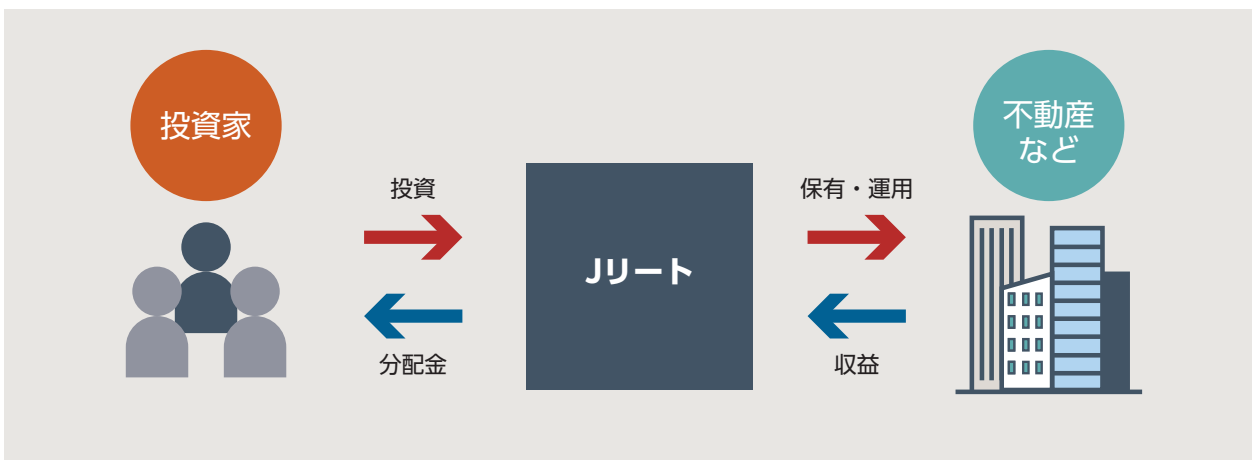 投資家
不動産
など
投資
保有・運用
Jリート
分配金
収益